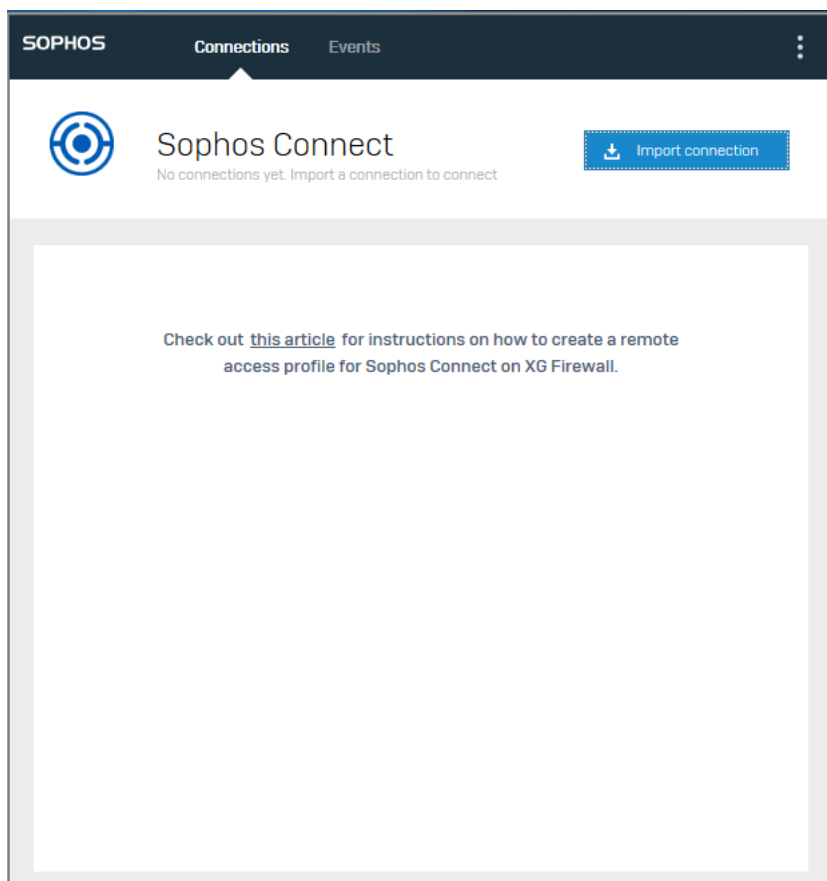 SOPHOS
Connections
Events
Sophos Connect
No connections yet. Import a connection to connect
Import connection
Check out this article for instructions on how to create a remote
access profile for Sophos Connect on XG Firewall.